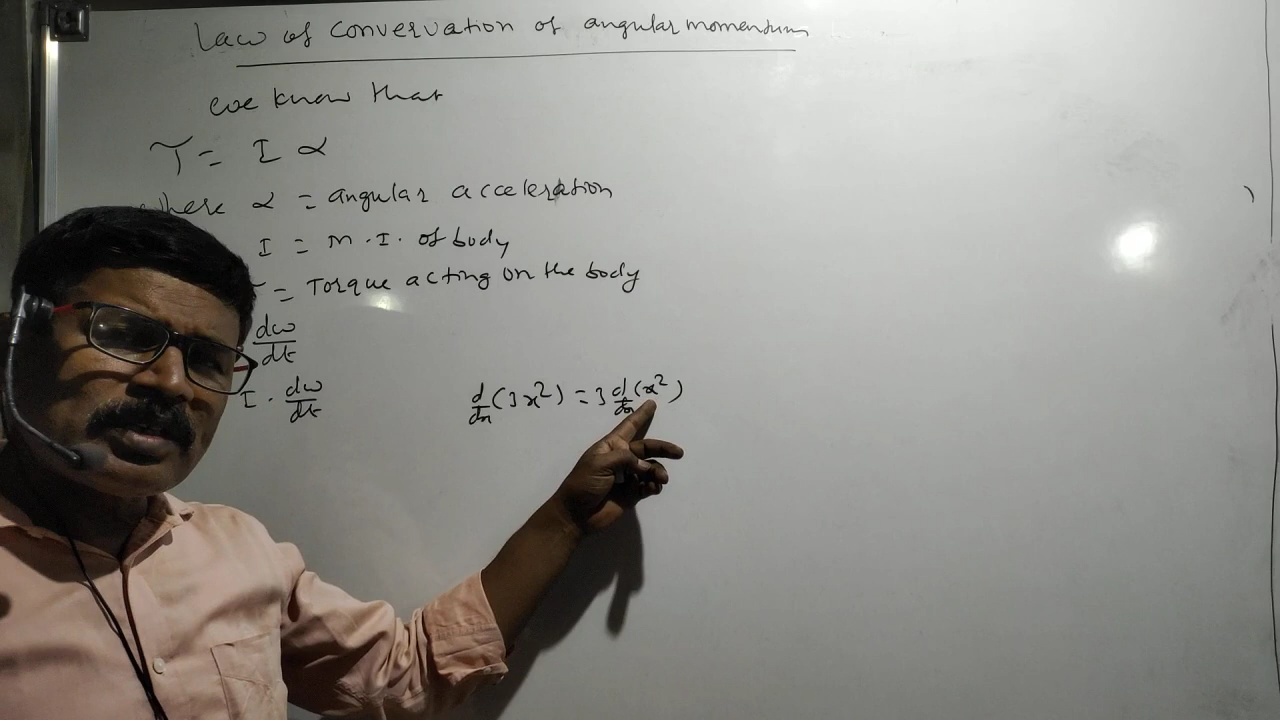 Law of convervation of angular momentum
we know that
τ = I α
where α = angular acceleration
I = M.I. of body
τ = Torque acting on the body
dω/dt
I . dω/dt
d/dx (3x²) = 3 d/dx (x²)